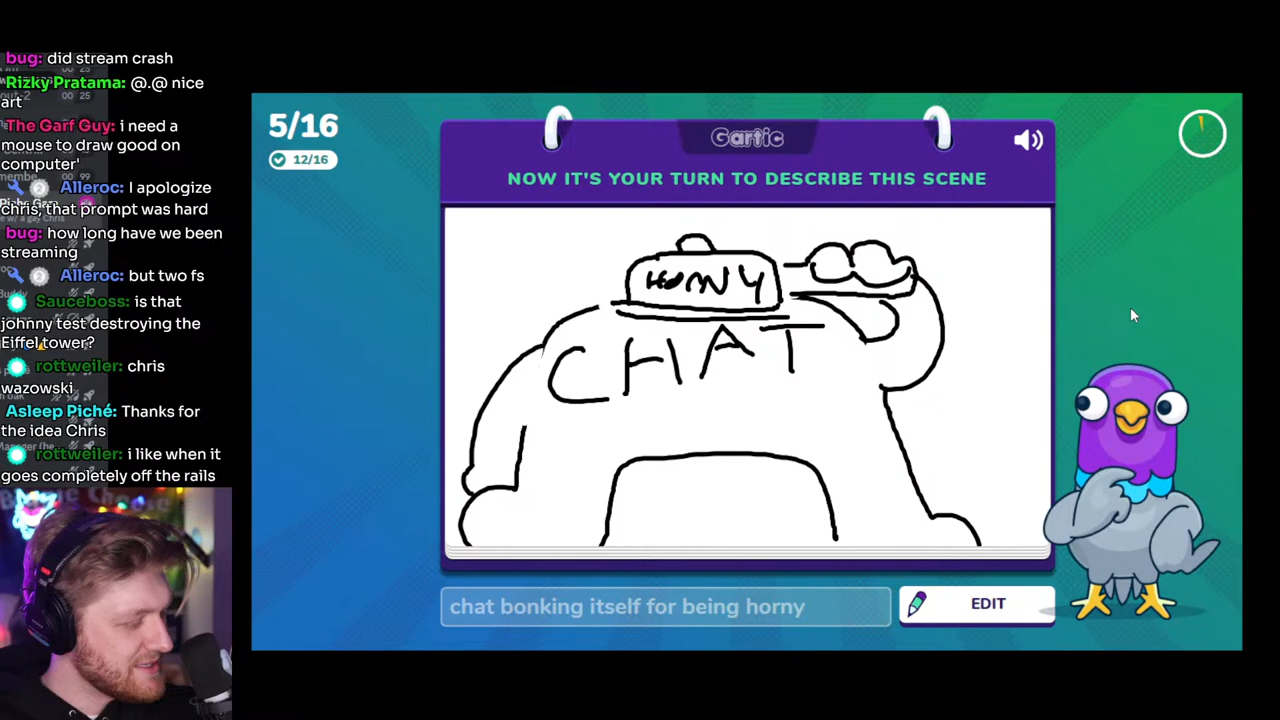 bug: did stream crash
Rizky Pratama: @.@ nice
art
The Garf Guy: i need a
mouse to draw good on
computer'
Alleroc: I apologize
chris, that prompt was hard
bug: how long have we been
streaming
Alleroc: but two fs
Sauceboss: is that
johnny test destroying the
Eiffel tower?
rottweiler: chris
wazowski
Asleep Piché: Thanks for
the idea Chris
rottweiler: i like when it
goes completely off the rails
5/16
12/16
Gartic
NOW IT'S YOUR TURN TO DESCRIBE THIS SCENE
HORNY
CHAT
chat bonking itself for being horny
EDIT